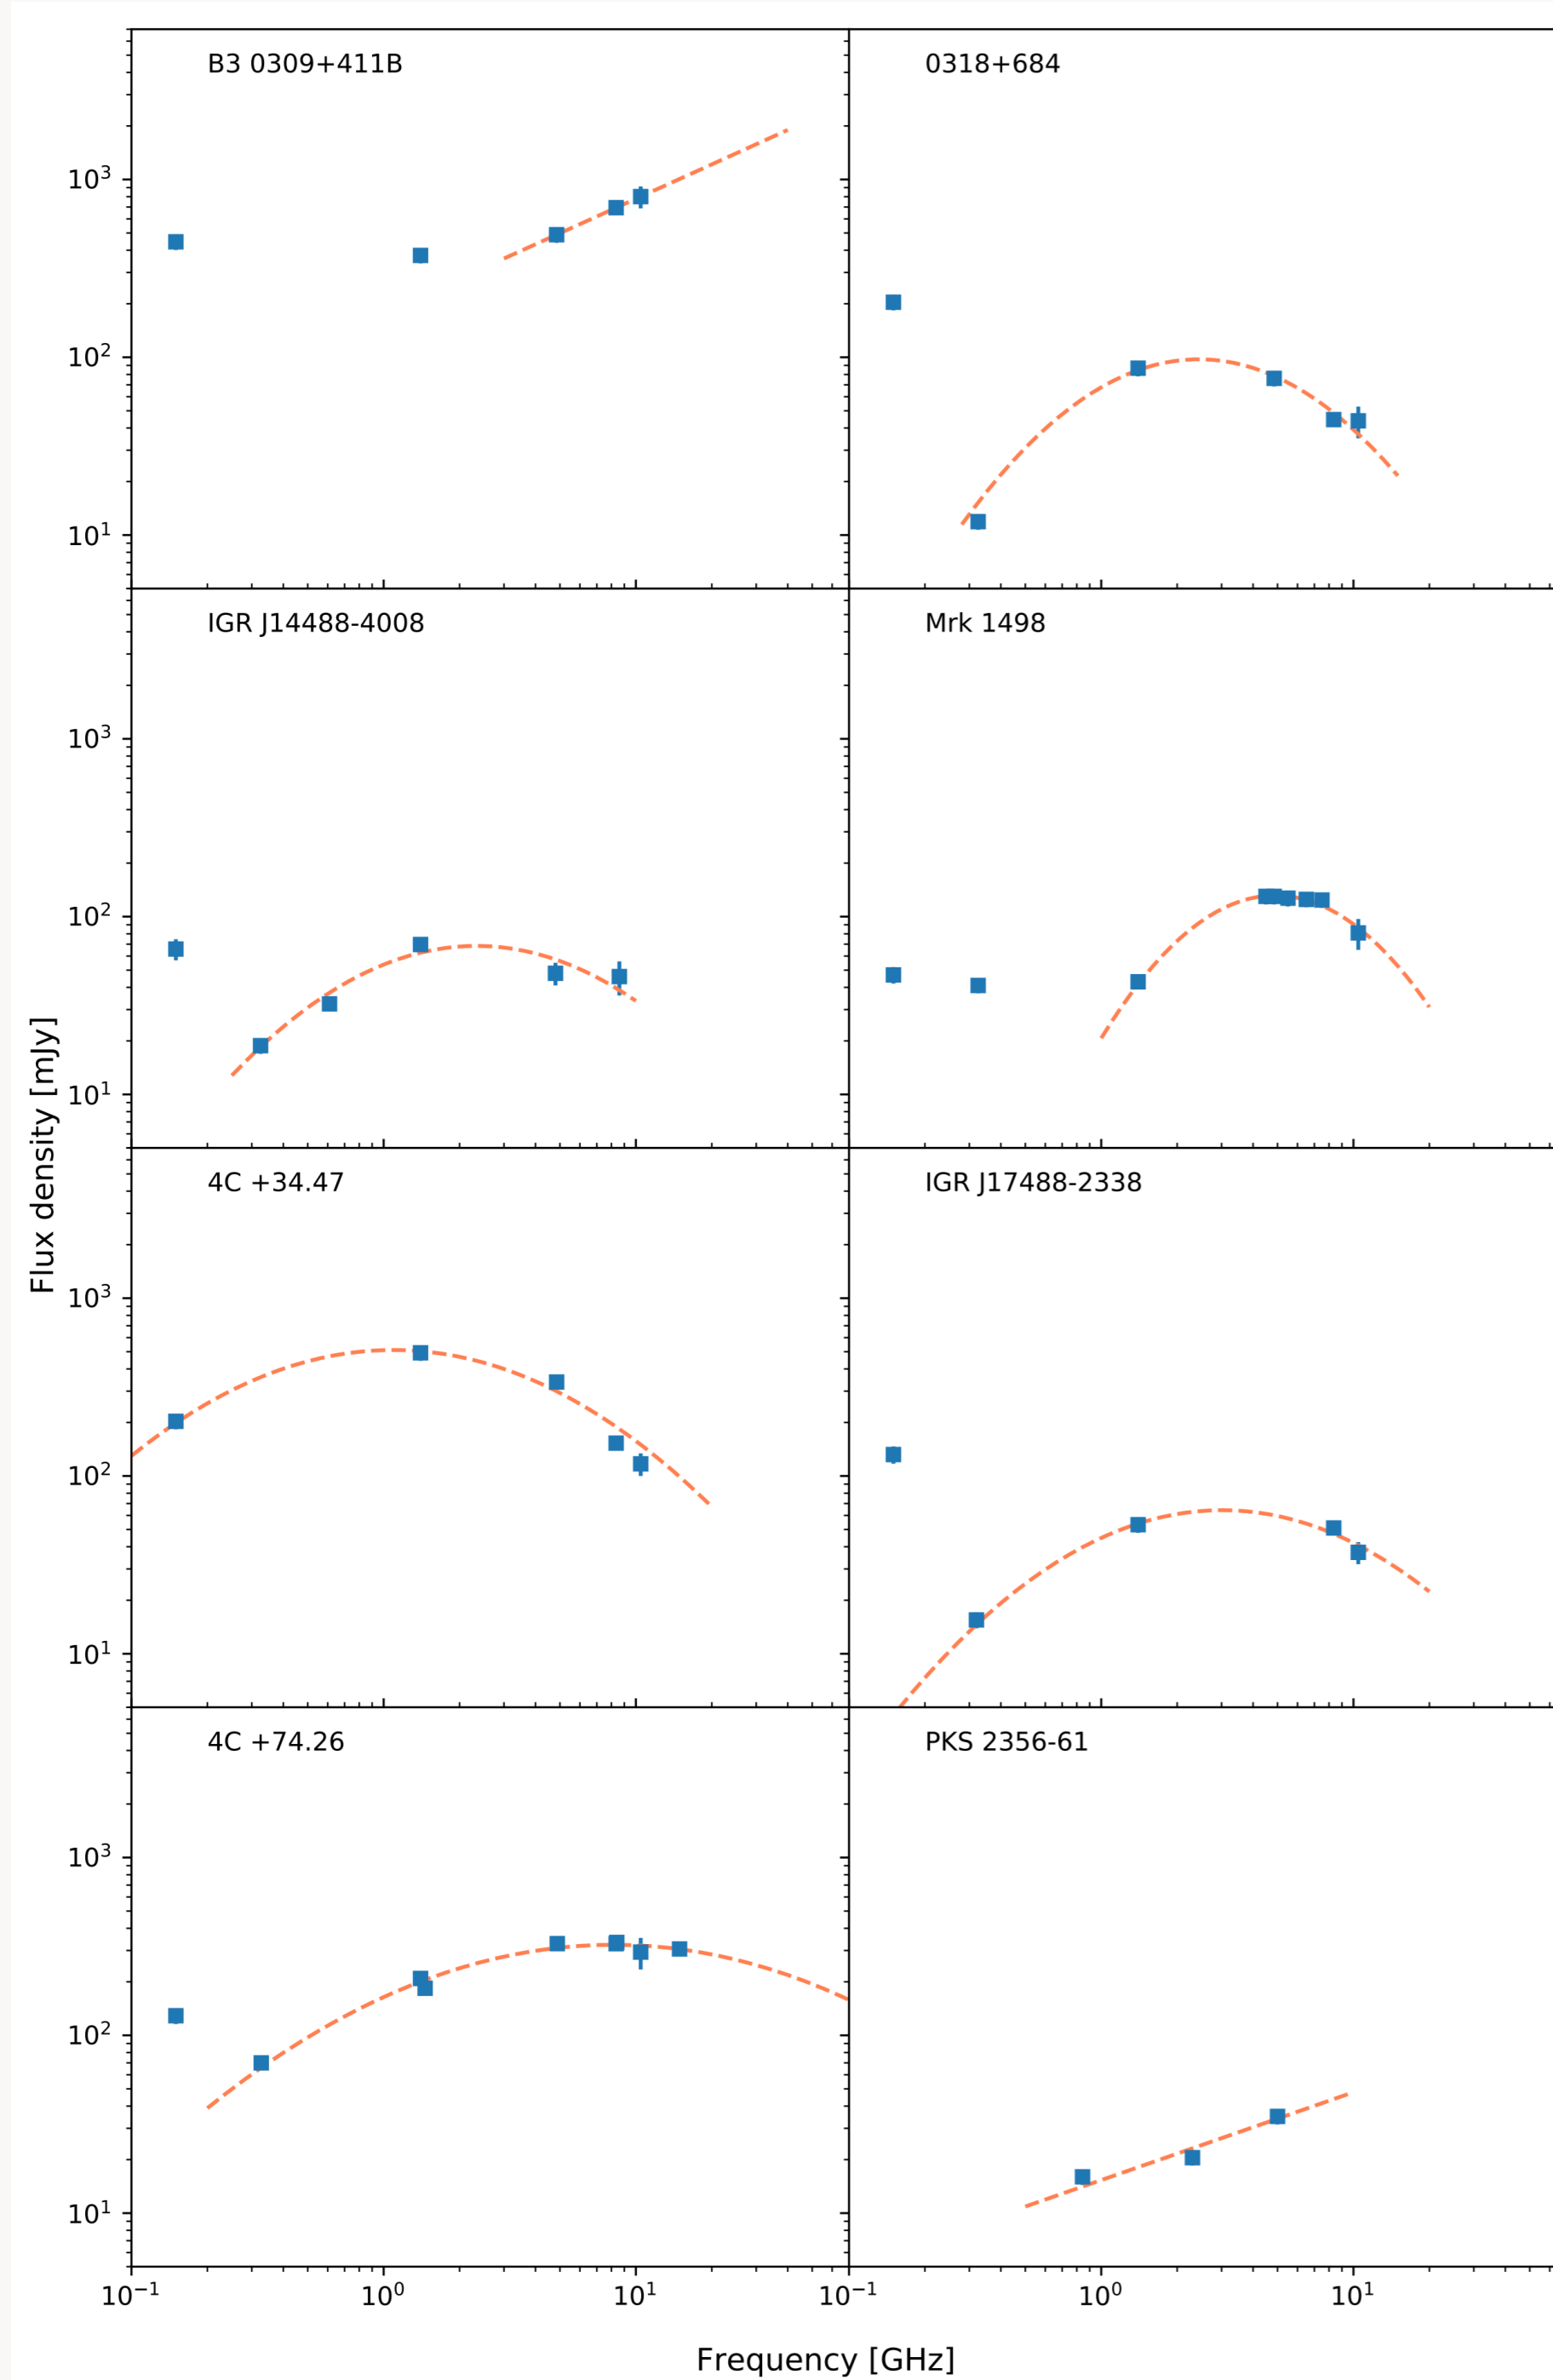 B3 0309+411B
0318+684
10³
10²
10¹
IGR J14488-4008
Mrk 1498
10³
10²
10¹
Flux density [mJy]
4C +34.47
IGR J17488-2338
10³
10²
10¹
4C +74.26
PKS 2356-61
10³
10²
10¹
10⁻¹ 10⁰ 10¹ 10⁻¹ 10⁰ 10¹
Frequency [GHz]